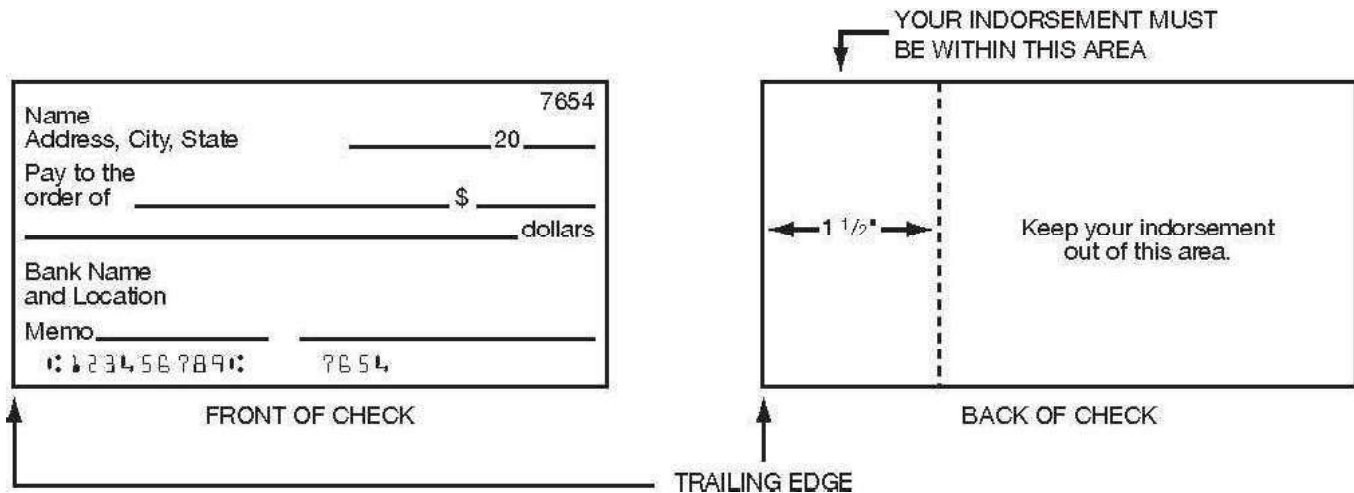 YOUR INDORSEMENT MUST
BE WITHIN THIS AREA
7654
Name
Address, City, State 20
Pay to the
order of $
dollars
Bank Name
and Location
Memo
⑆123456789⑆ 7654
FRONT OF CHECK
1 1/2"
Keep your indorsement
out of this area.
BACK OF CHECK
TRAILING EDGE